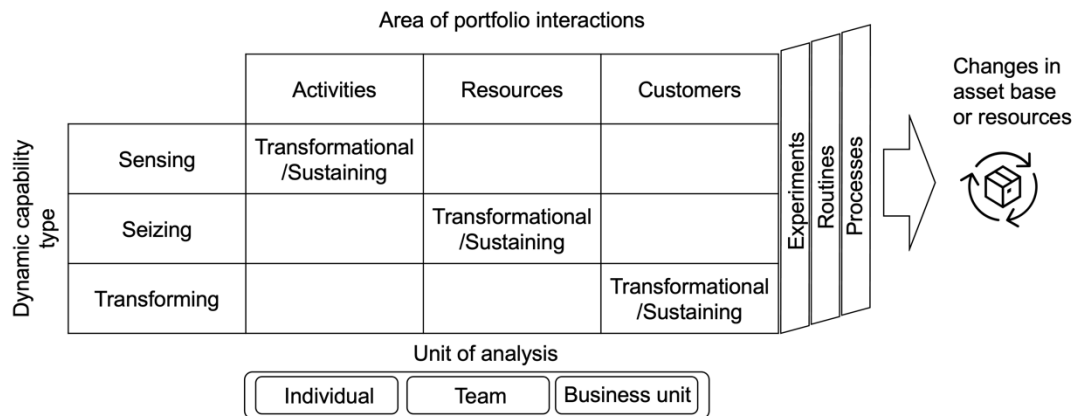 Area of portfolio interactions
Activities
Resources
Customers
Dynamic capability
type
Sensing
Transformational
/Sustaining
Seizing
Transformational
/Sustaining
Transforming
Transformational
/Sustaining
Experiments
Routines
Processes
Changes in
asset base
or resources
Unit of analysis
Individual
Team
Business unit